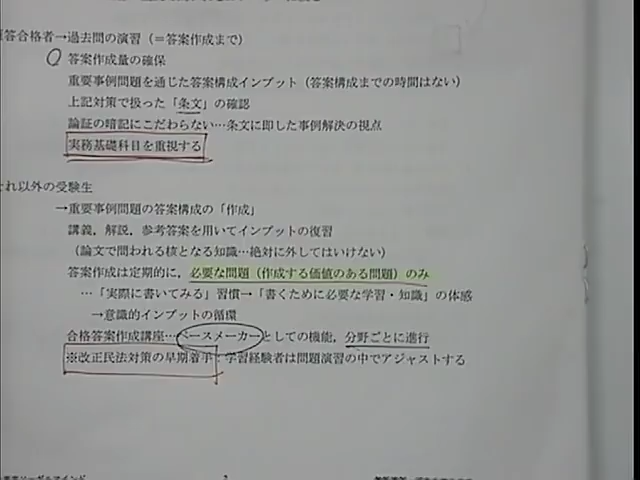 答合格者→過去問の演習（＝答案作成まで）
答案作成量の確保
重要事例問題を通じた答案構成インプット（答案構成までの時間はない）
上記対策で扱った「条文」の確認
論証の暗記にこだわらない…条文に即した事例解決の視点
実務基礎科目を重視する
それ以外の受験生
→重要事例問題の答案構成の「作成」
講義，解説，参考答案を用いてインプットの復習
（論文で問われる核となる知識…絶対に外してはいけない）
答案作成は定期的に，必要な問題（作成する価値のある問題）のみ
…「実際に書いてみる」習慣→「書くために必要な学習・知識」の体感
→意識的インプットの循環
合格答案作成講座…ペースメーカーとしての機能，分野ごとに進行
※改正民法対策の早期着手：学習経験者は問題演習の中でアジャストする